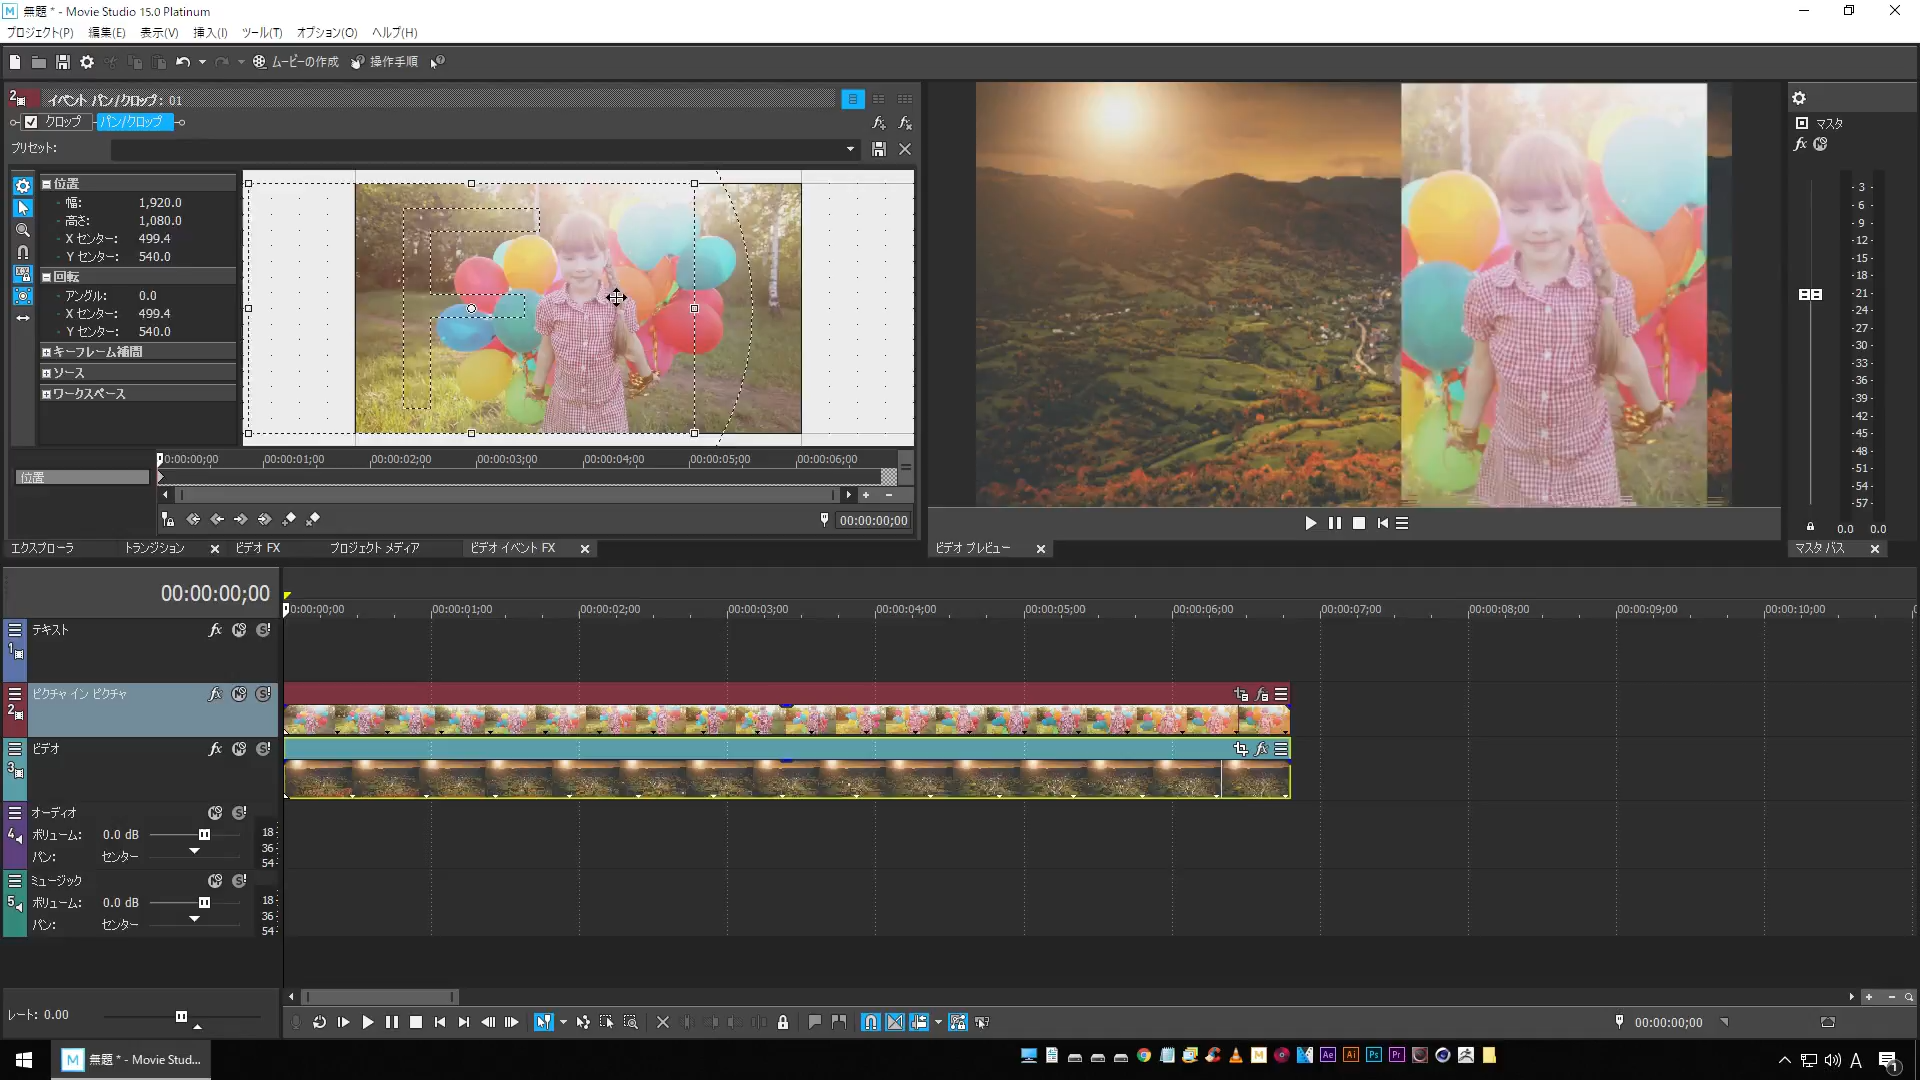 無題 * - Movie Studio 15.0 Platinum
プロジェクト(P) 編集(E) 表示(V) 挿入(I) ツール(T) オプション(O) ヘルプ(H)
ムービーの作成 操作手順
イベント パン/クロップ: 01
クロップ パン/クロップ
プリセット:
位置
幅: 1,920.0
高さ: 1,080.0
X センター: 499.4
Y センター: 540.0
回転
アングル: 0.0
X センター: 499.4
Y センター: 540.0
キーフレーム補間
ソース
ワークスペース
00:00:00;00 00:00:01;00 00:00:02;00 00:00:03;00 00:00:04;00 00:00:05;00 00:00:06;00
位置
00:00:00;00
エクスプローラ トランジション ビデオ FX プロジェクト メディア ビデオ イベント FX
ビデオ プレビュー
マスタ
fx
-3
-6
-9
-12
-15
-18
-21
-24
-27
-30
-33
-36
-39
-42
-45
-48
-51
-54
-57
0.0 0.0
マスタ バス
00:00:00;00
00:00:00;00 00:00:01;00 00:00:02;00 00:00:03;00 00:00:04;00 00:00:05;00 00:00:06;00 00:00:07;00 00:00:08;00 00:00:09;00 00:00:10;00
1 テキスト fx
2 ピクチャ イン ピクチャ fx
3 ビデオ fx
4 オーディオ
ボリューム: 0.0 dB
パン: センター
18
36
54
5 ミュージック
ボリューム: 0.0 dB
パン: センター
18
36
54
レート: 0.00
00:00:00;00
無題 * - Movie Stud...
Ae Ai Ps Pr
A
1